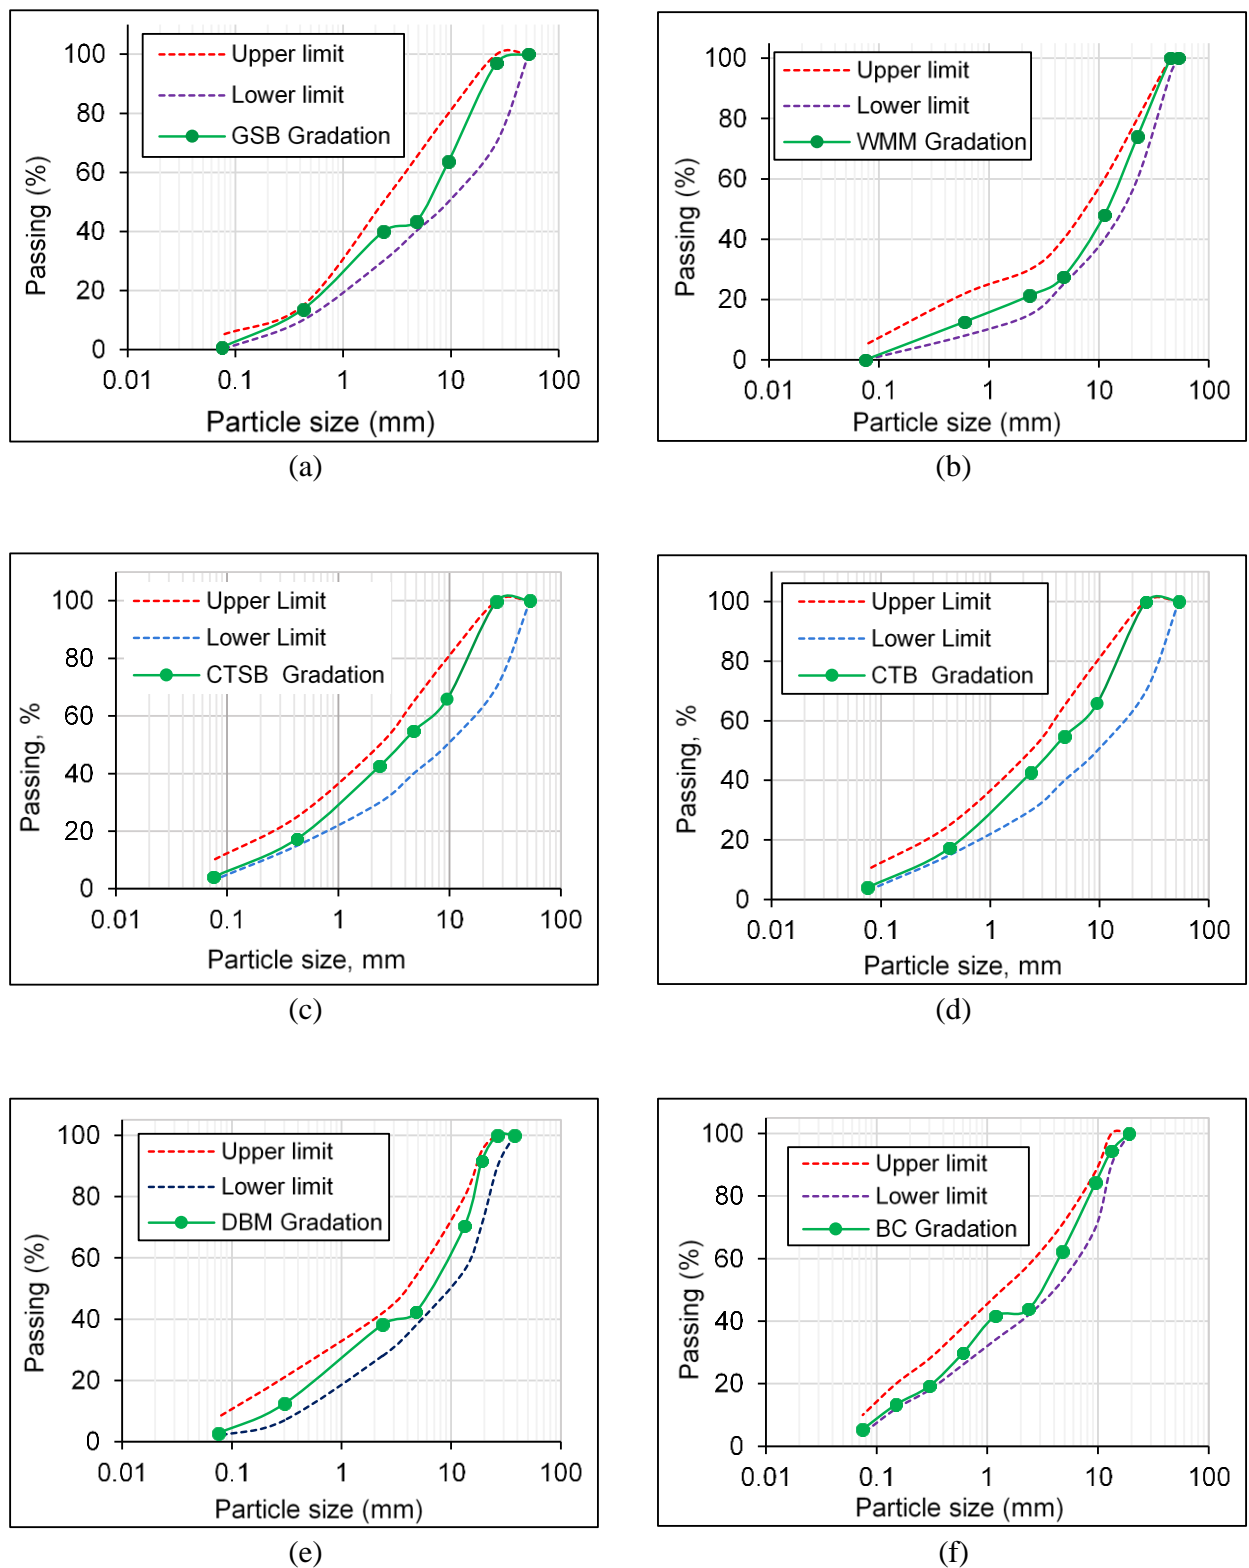 Upper limit
Lower limit
GSB Gradation
100
80
60
40
20
0
Passing (%)
0.01 0.1 1 10 100
Particle size (mm)
(a)
Upper limit
Lower limit
WMM Gradation
100
80
60
40
20
0
Passing (%)
0.01 0.1 1 10 100
Particle size (mm)
(b)
Upper Limit
Lower Limit
CTSB Gradation
100
80
60
40
20
0
Passing, %
0.01 0.1 1 10 100
Particle size, mm
(c)
Upper Limit
Lower Limit
CTB Gradation
100
80
60
40
20
0
Passing, %
0.01 0.1 1 10 100
Particle size, mm
(d)
Upper limit
Lower limit
DBM Gradation
100
80
60
40
20
0
Passing (%)
0.01 0.1 1 10 100
Particle size (mm)
(e)
Upper limit
Lower limit
BC Gradation
100
80
60
40
20
0
Passing (%)
0.01 0.1 1 10 100
Particle size (mm)
(f)